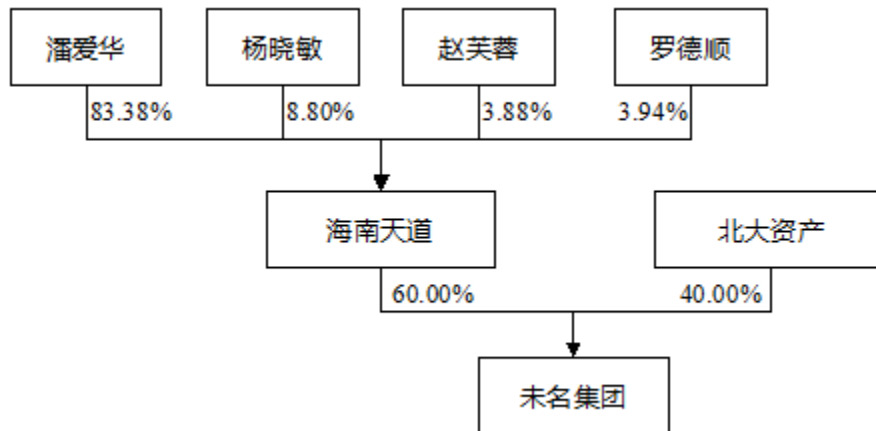 潘爱华
杨晓敏
赵芙蓉
罗德顺
83.38%
8.80%
3.88%
3.94%
海南天道
北大资产
60.00%
40.00%
未名集团